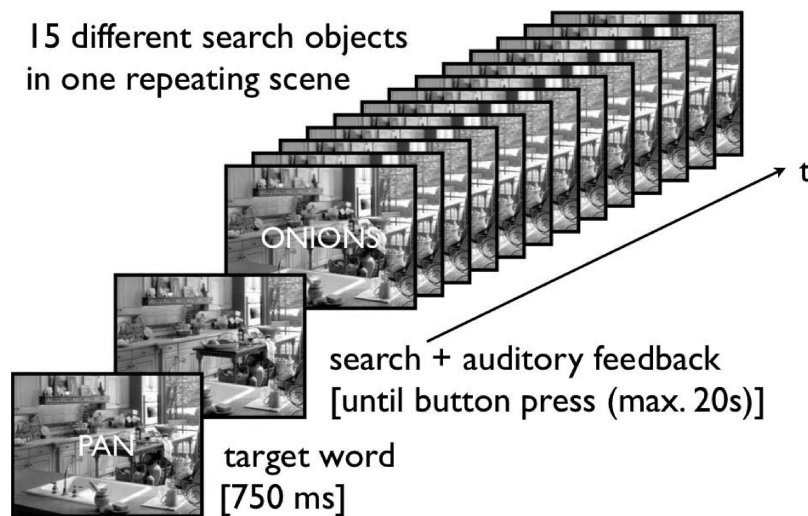 15 different search objects
in one repeating scene
t
ONIONS
search + auditory feedback
[until button press (max. 20s)]
PAN
target word
[750 ms]